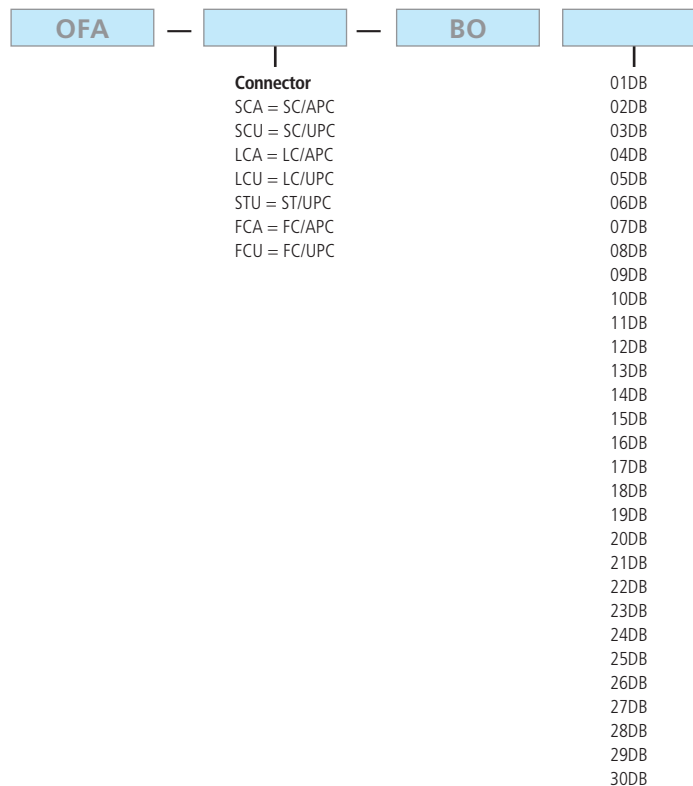 OFA — — BO
Connector
SCA = SC/APC
SCU = SC/UPC
LCA = LC/APC
LCU = LC/UPC
STU = ST/UPC
FCA = FC/APC
FCU = FC/UPC
01DB
02DB
03DB
04DB
05DB
06DB
07DB
08DB
09DB
10DB
11DB
12DB
13DB
14DB
15DB
16DB
17DB
18DB
19DB
20DB
21DB
22DB
23DB
24DB
25DB
26DB
27DB
28DB
29DB
30DB